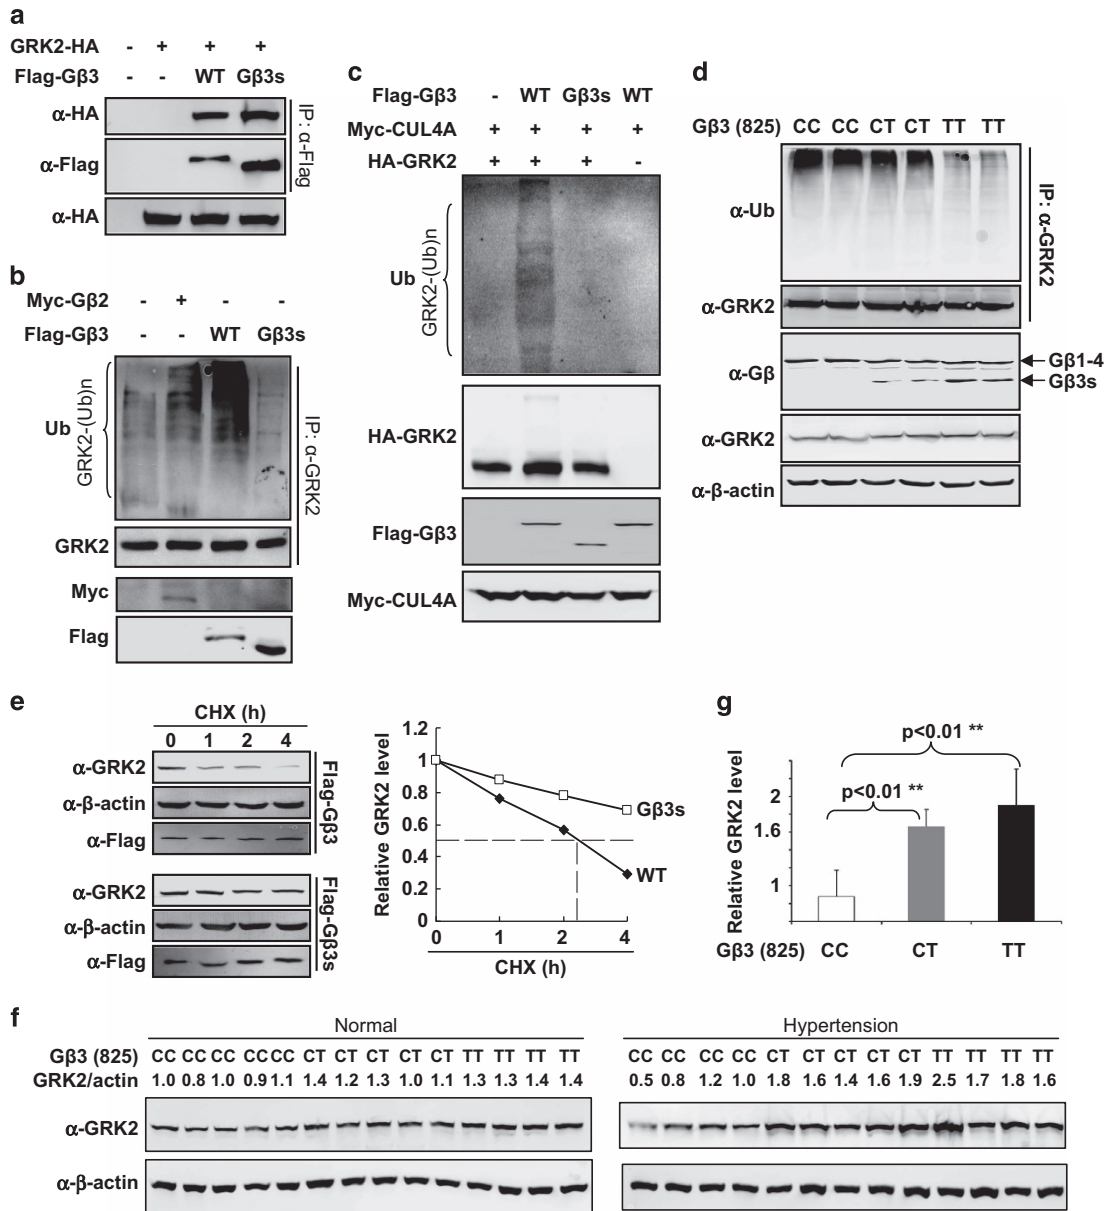 a
GRK2-HA - + + +
Flag-Gβ3 - - WT Gβ3s
α-HA
α-Flag
α-HA
IP: α-Flag
b
Myc-Gβ2 - + - -
Flag-Gβ3 - - WT Gβ3s
Ub
GRK2-(Ub)n
IP: α-GRK2
GRK2
Myc
Flag
c
Flag-Gβ3 - WT Gβ3s WT
Myc-CUL4A + + + +
HA-GRK2 + + + -
Ub
GRK2-(Ub)n
HA-GRK2
Flag-Gβ3
Myc-CUL4A
d
Gβ3 (825) CC CC CT CT TT TT
α-Ub
α-GRK2
IP: α-GRK2
α-Gβ
Gβ1-4
Gβ3s
α-GRK2
α-β-actin
e
CHX (h)
0 1 2 4
α-GRK2
α-β-actin
α-Flag
Flag-Gβ3
α-GRK2
α-β-actin
α-Flag
Flag-Gβ3s
Relative GRK2 level
1.2
1
0.8
0.6
0.4
0.2
0
Gβ3s
WT
0 1 2 4
CHX (h)
g
p<0.01 **
p<0.01 **
Relative GRK2 level
2
1.6
1
Gβ3 (825) CC CT TT
f
Normal
Gβ3 (825) CC CC CC CC CC CT CT CT CT CT TT TT TT TT
GRK2/actin 1.0 0.8 1.0 0.9 1.1 1.4 1.2 1.3 1.0 1.1 1.3 1.3 1.4 1.4
Hypertension
CC CC CC CC CT CT CT CT CT TT TT TT TT
0.5 0.8 1.2 1.0 1.8 1.6 1.4 1.6 1.9 2.5 1.7 1.8 1.6
α-GRK2
α-β-actin